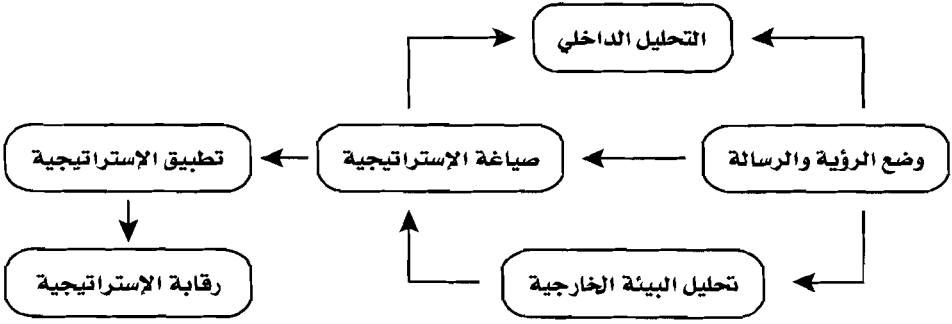 التحليل الداخلي
وضع الرؤية والرسالة
صياغة الإستراتيجية
تطبيق الإستراتيجية
تحليل البيئة الخارجية
رقابة الإستراتيجية